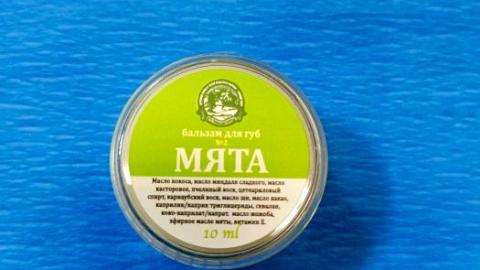 бальзам для губ
№2
МЯТА
Масло кокоса, масло миндаля сладкого, масло
касторовое, пчелиный воск, цетеариловый
спирт, карнаубский воск, масло ши, масло какао,
каприлик/каприк триглицериды, сквалан,
коко-каприлат/капрат, масло жожоба,
эфирное масло мяты, витамин Е.
10 ml